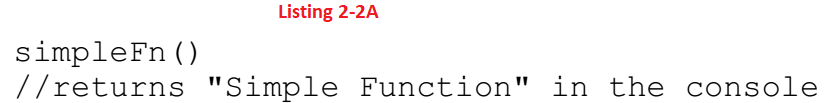 Listing 2-2A
simpleFn()
//returns "Simple Function" in the console